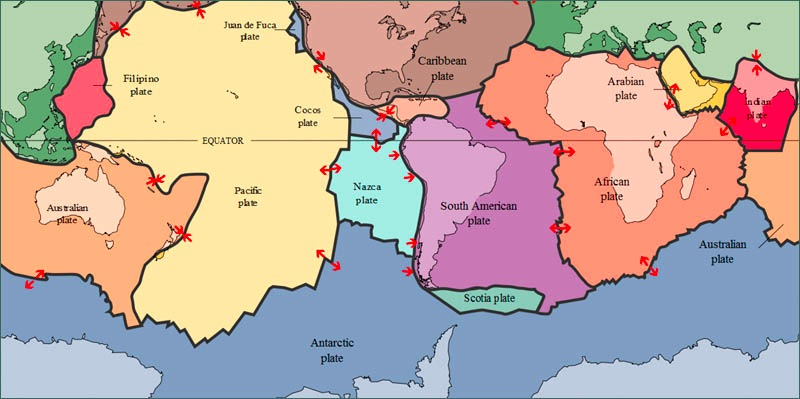 Juan de Fuca
plate
Caribbean
plate
Filipino
plate
Arabian
plate
Cocos
plate
Indian
plate
EQUATOR
Nazca
plate
Pacific
plate
African
plate
Australian
plate
South American
plate
Australian
plate
Scotia plate
Antarctic
plate